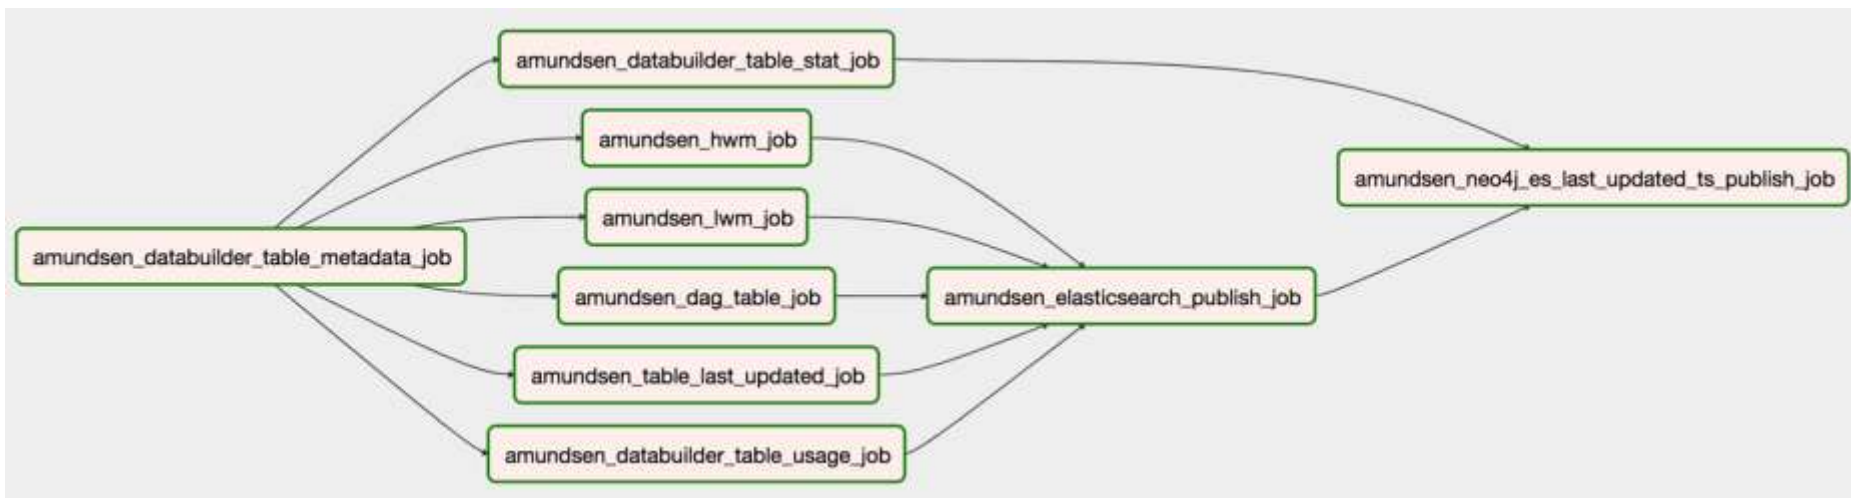 amundsen_databuilder_table_stat_job
amundsen_hwm_job
amundsen_neo4j_es_last_updated_ts_publish_job
amundsen_lwm_job
amundsen_databuilder_table_metadata_job
amundsen_dag_table_job
amundsen_elasticsearch_publish_job
amundsen_table_last_updated_job
amundsen_databuilder_table_usage_job